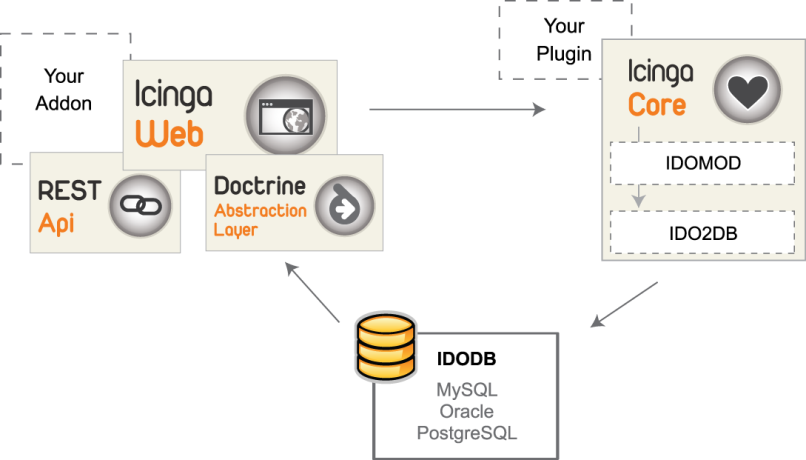 Your
Addon
Icinga
Web
REST
Api
Doctrine
Abstraction
Layer
Your
Plugin
Icinga
Core
IDOMOD
IDO2DB
IDODB
MySQL
Oracle
PostgreSQL